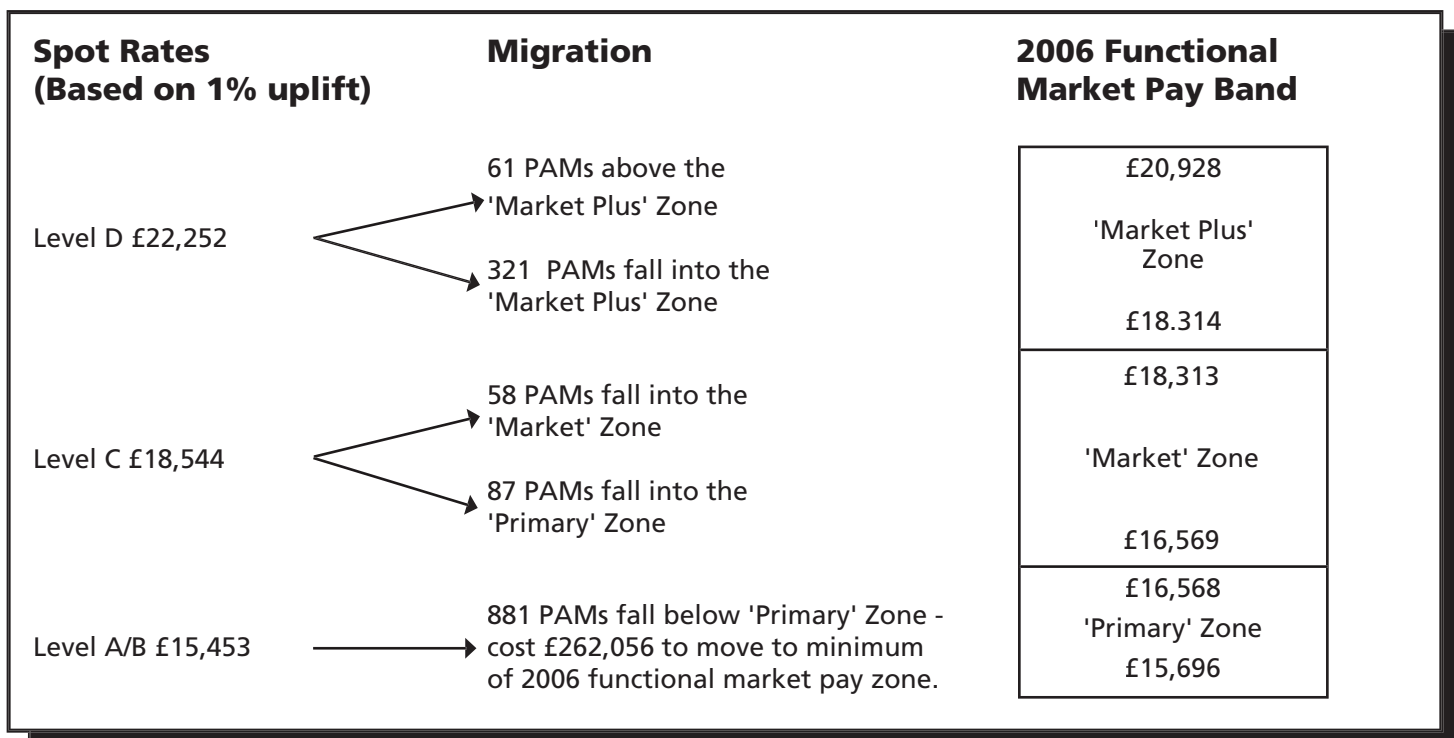 Spot Rates
(Based on 1% uplift)
Migration
2006 Functional
Market Pay Band
Level D £22,252
61 PAMs above the
'Market Plus' Zone
321 PAMs fall into the
'Market Plus' Zone
£20,928
'Market Plus'
Zone
£18.314
Level C £18,544
58 PAMs fall into the
'Market' Zone
87 PAMs fall into the
'Primary' Zone
£18,313
'Market' Zone
£16,569
Level A/B £15,453
881 PAMs fall below 'Primary' Zone -
cost £262,056 to move to minimum
of 2006 functional market pay zone.
£16,568
'Primary' Zone
£15,696